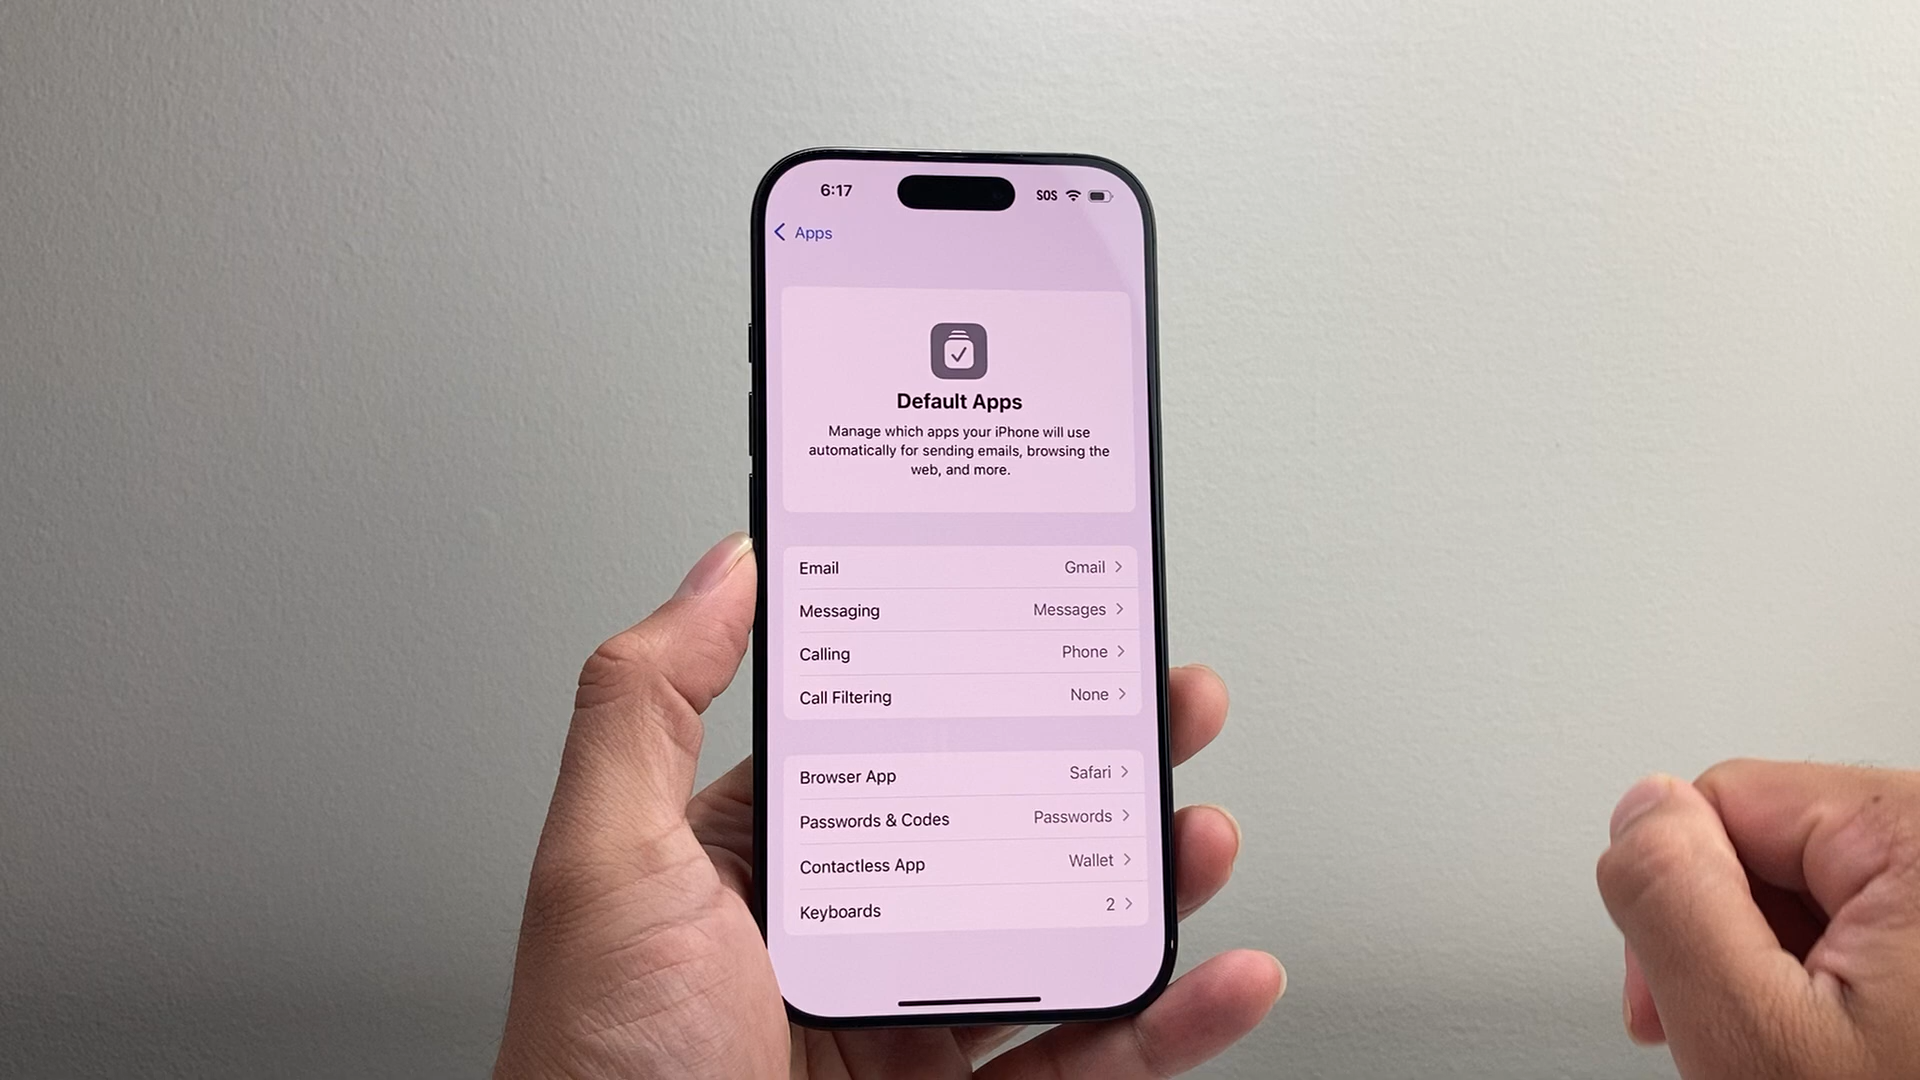 6:17 SOS
Apps
Default Apps
Manage which apps your iPhone will use
automatically for sending emails, browsing the
web, and more.
Email Gmail
Messaging Messages
Calling Phone
Call Filtering None
Browser App Safari
Passwords & Codes Passwords
Contactless App Wallet
Keyboards 2